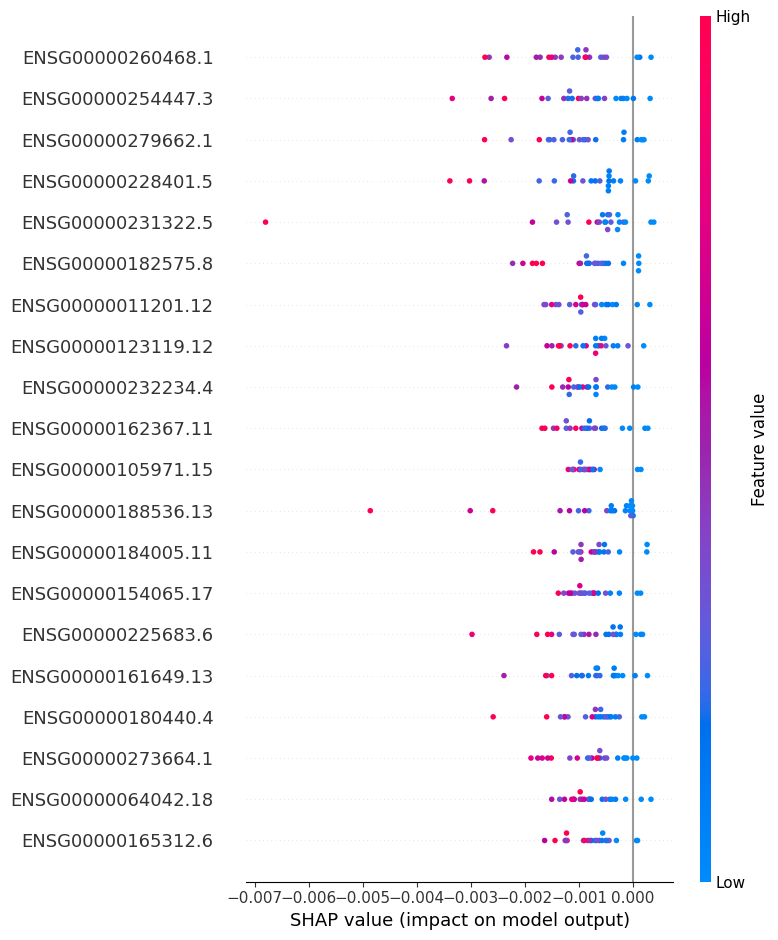 High
ENSG00000260468.1
ENSG00000254447.3
ENSG00000279662.1
ENSG00000228401.5
ENSG00000231322.5
ENSG00000182575.8
ENSG00000011201.12
ENSG00000123119.12
ENSG00000232234.4
ENSG00000162367.11
ENSG00000105971.15
ENSG00000188536.13
ENSG00000184005.11
ENSG00000154065.17
ENSG00000225683.6
ENSG00000161649.13
ENSG00000180440.4
ENSG00000273664.1
ENSG00000064042.18
ENSG00000165312.6
Feature value
Low
−0.007 −0.006 −0.005 −0.004 −0.003 −0.002 −0.001 0.000
SHAP value (impact on model output)